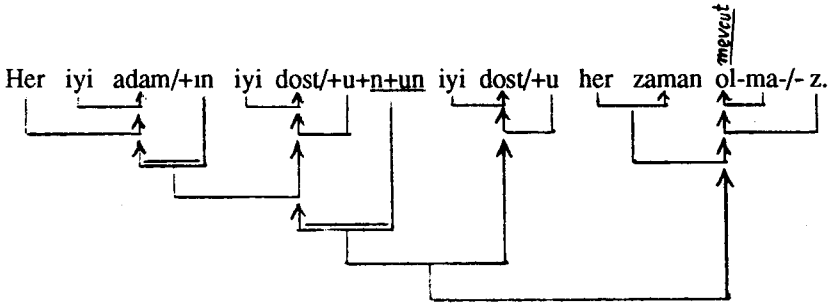 mevcut
Her iyi adam/+ın iyi dost/+u+n+un iyi dost/+u her zaman ol-ma-/-z.